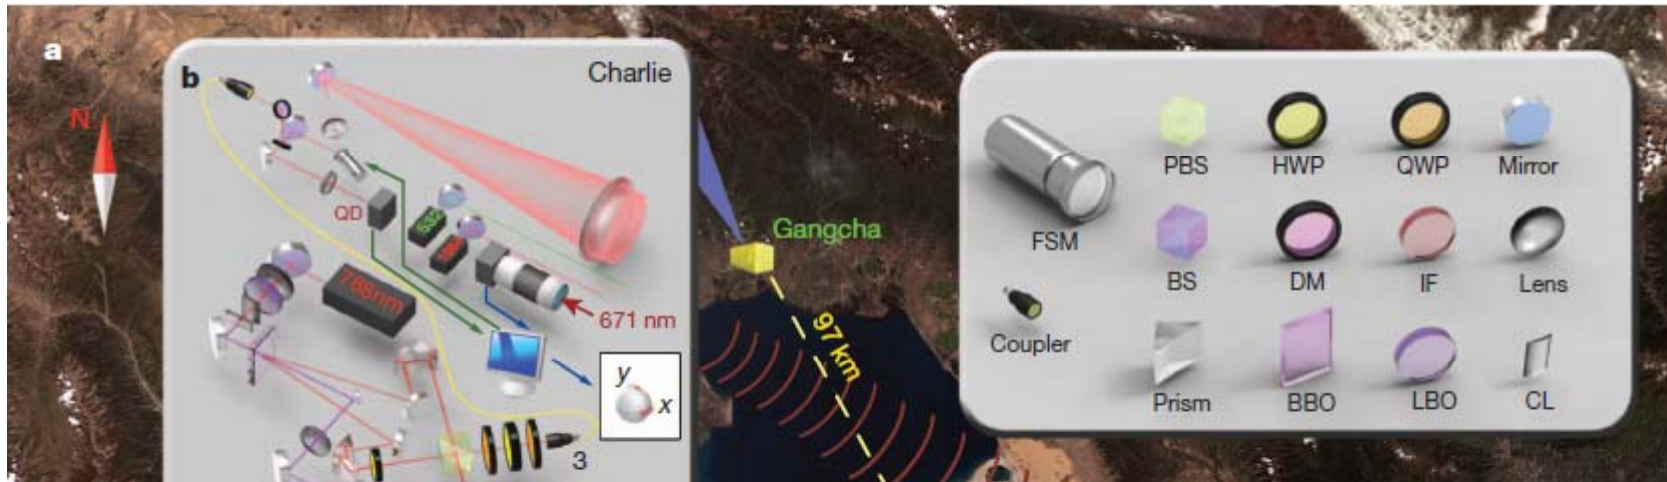 a
N
b
Charlie
QD
532
671 nm
788nm
y
x
3
Gangcha
97 km
PBS
HWP
QWP
Mirror
FSM
BS
DM
IF
Lens
Coupler
Prism
BBO
LBO
CL